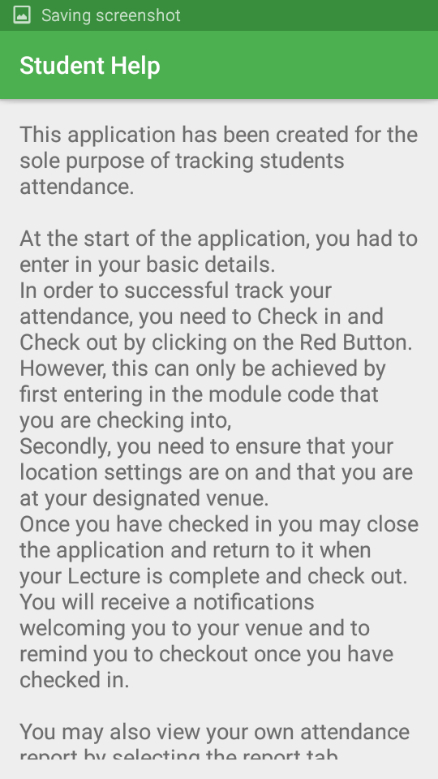 Saving screenshot
Student Help
This application has been created for the
sole purpose of tracking students
attendance.
At the start of the application, you had to
enter in your basic details.
In order to successful track your
attendance, you need to Check in and
Check out by clicking on the Red Button.
However, this can only be achieved by
first entering in the module code that
you are checking into,
Secondly, you need to ensure that your
location settings are on and that you are
at your designated venue.
Once you have checked in you may close
the application and return to it when
your Lecture is complete and check out.
You will receive a notifications
welcoming you to your venue and to
remind you to checkout once you have
checked in.
You may also view your own attendance
report by selecting the report tab